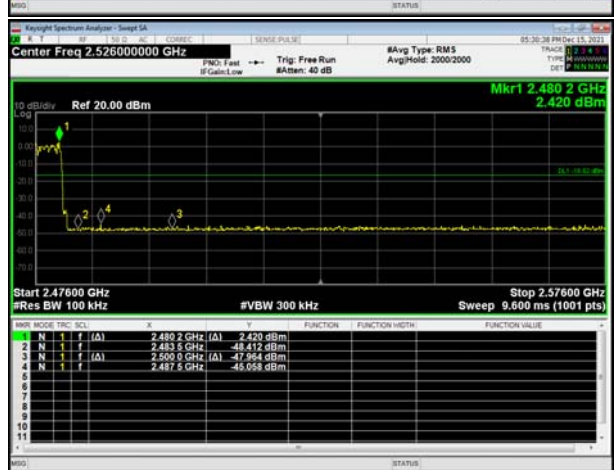 MSG
STATUS
Keysight Spectrum Analyzer - Swept SA
R T RF 50 Ω AC CORREC SENSE:PULSE 05:30:38 PM Dec 15, 2021
Center Freq 2.526000000 GHz
PNO: Fast Trig: Free Run
IFGain:Low #Atten: 40 dB
#Avg Type: RMS
Avg|Hold: 2000/2000
TRACE 1 2 3 4 5 6
TYPE M WWWWW
DET P NNNNN
Mkr1 2.480 2 GHz
2.420 dBm
10 dB/div Ref 20.00 dBm
Log
10.0
0.00
-10.0
-20.0
-30.0
-40.0
-50.0
-60.0
-70.0
1
2
4
3
Start 2.47600 GHz Stop 2.57600 GHz
#Res BW 100 kHz #VBW 300 kHz Sweep 9.600 ms (1001 pts)
MKR MODE TRC SCL X Y FUNCTION FUNCTION WIDTH FUNCTION VALUE
1 N 1 f (Δ) 2.480 2 GHz (Δ) 2.420 dBm
2 N 1 f 2.483 5 GHz -48.412 dBm
3 N 1 f (Δ) 2.500 0 GHz (Δ) -47.964 dBm
4 N 1 f 2.487 5 GHz -45.058 dBm
5
6
7
8
9
10
11
MSG
STATUS